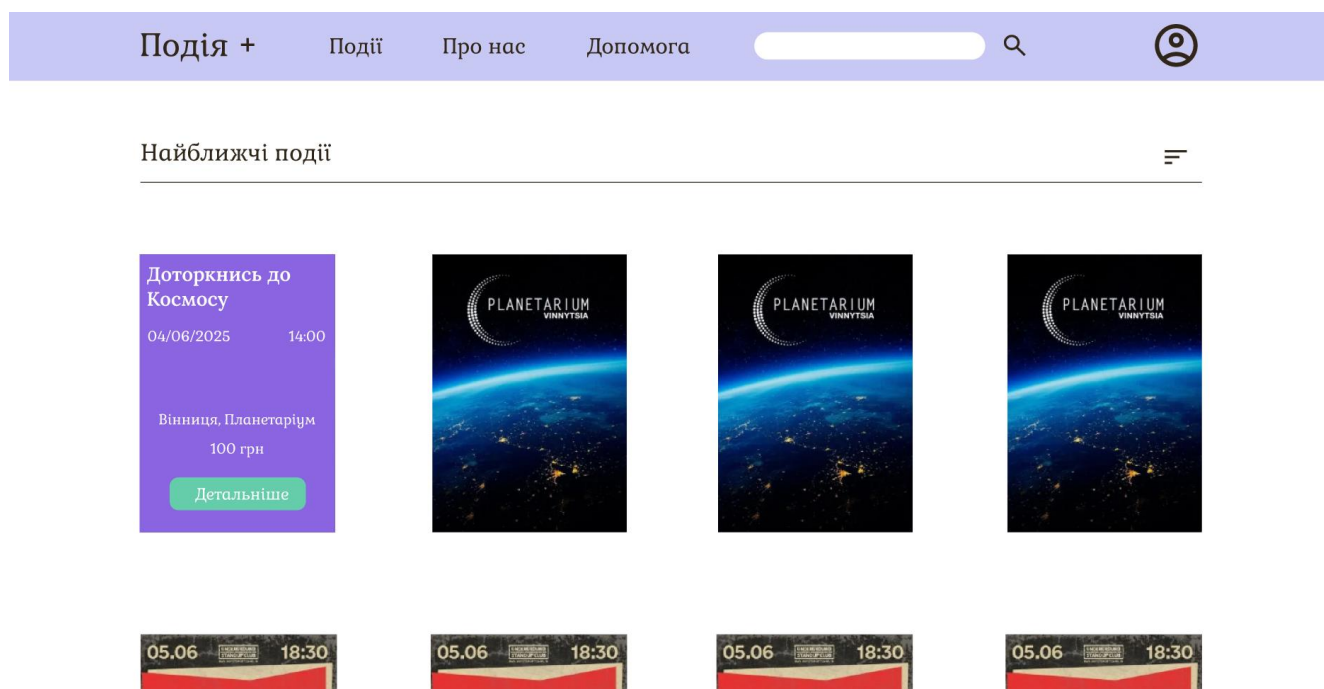 Подія +
Події
Про нас
Допомога
Найближчі події
Доторкнись до
Космосу
04/06/2025 14:00
Вінниця, Планетаріум
100 грн
Детальніше
PLANETARIUM
VINNYTSIA
PLANETARIUM
VINNYTSIA
PLANETARIUM
VINNYTSIA
05.06 18:30
05.06 18:30
05.06 18:30
05.06 18:30